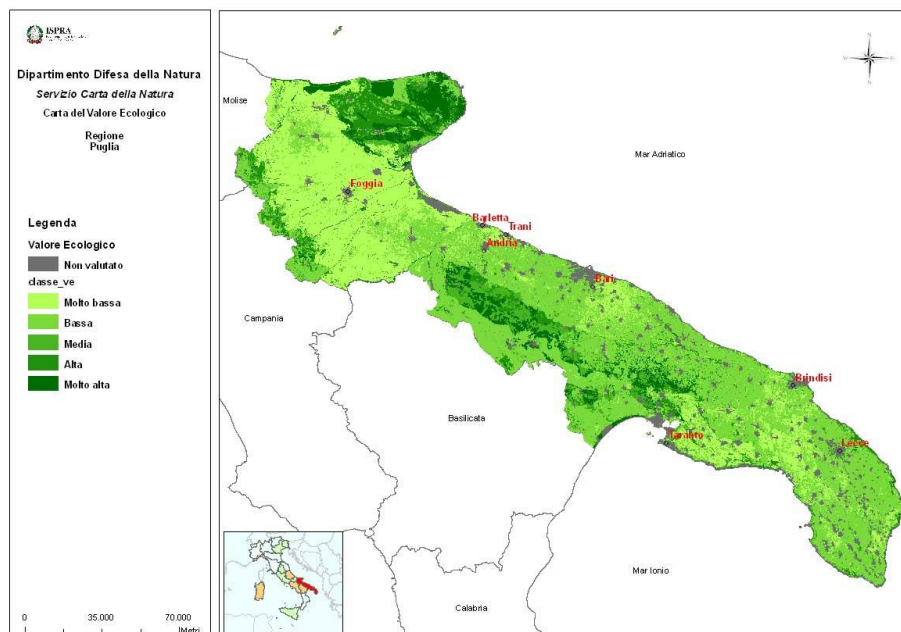 ISPRA
Dipartimento Difesa della Natura
Servizio Carta della Natura
Carta del Valore Ecologico
Regione
Puglia
Legenda
Valore Ecologico
Non valutato
classe_ve
Molto bassa
Bassa
Media
Alta
Molto alta
0 35.000 70.000
Metri
Molise
Mar Adriatico
Foggia
Barletta
Trani
Andria
Bari
Campania
Brindisi
Basilicata
Taranto
Lecce
Mar Ionio
Calabria
N
W
E
S